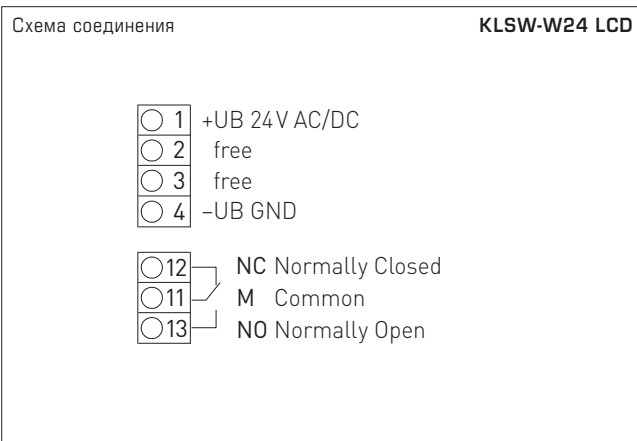 Схема соединения KLSW-W24 LCD
1 +UB 24V AC/DC
2 free
3 free
4 –UB GND
12 NC Normally Closed
11 M Common
13 NO Normally Open